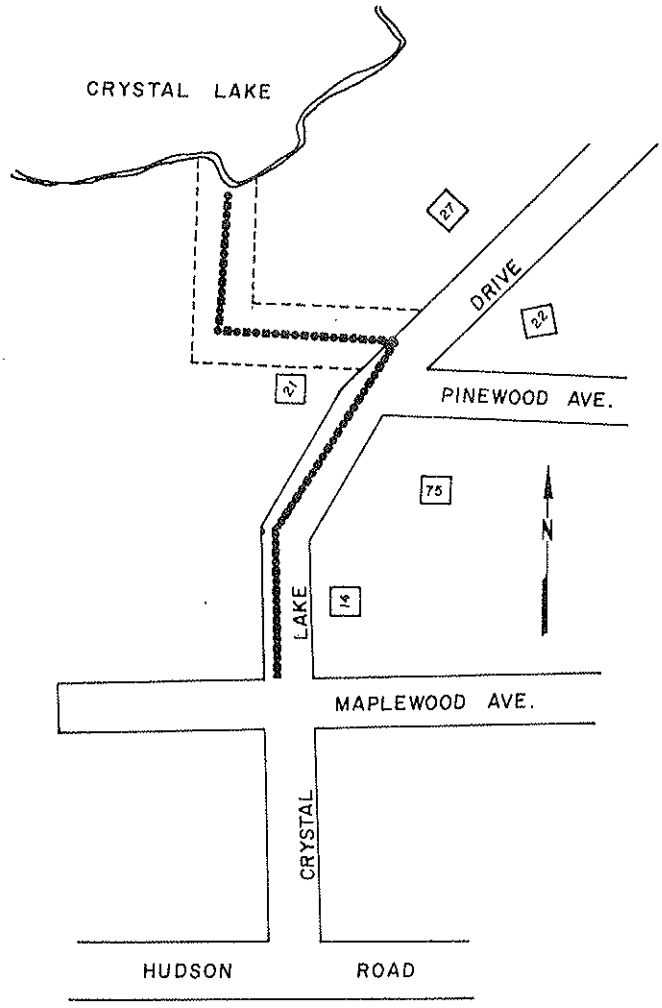 CRYSTAL LAKE
27
DRIVE
22
21
PINEWOOD AVE.
75
N
14
LAKE
MAPLEWOOD AVE.
CRYSTAL
HUDSON ROAD